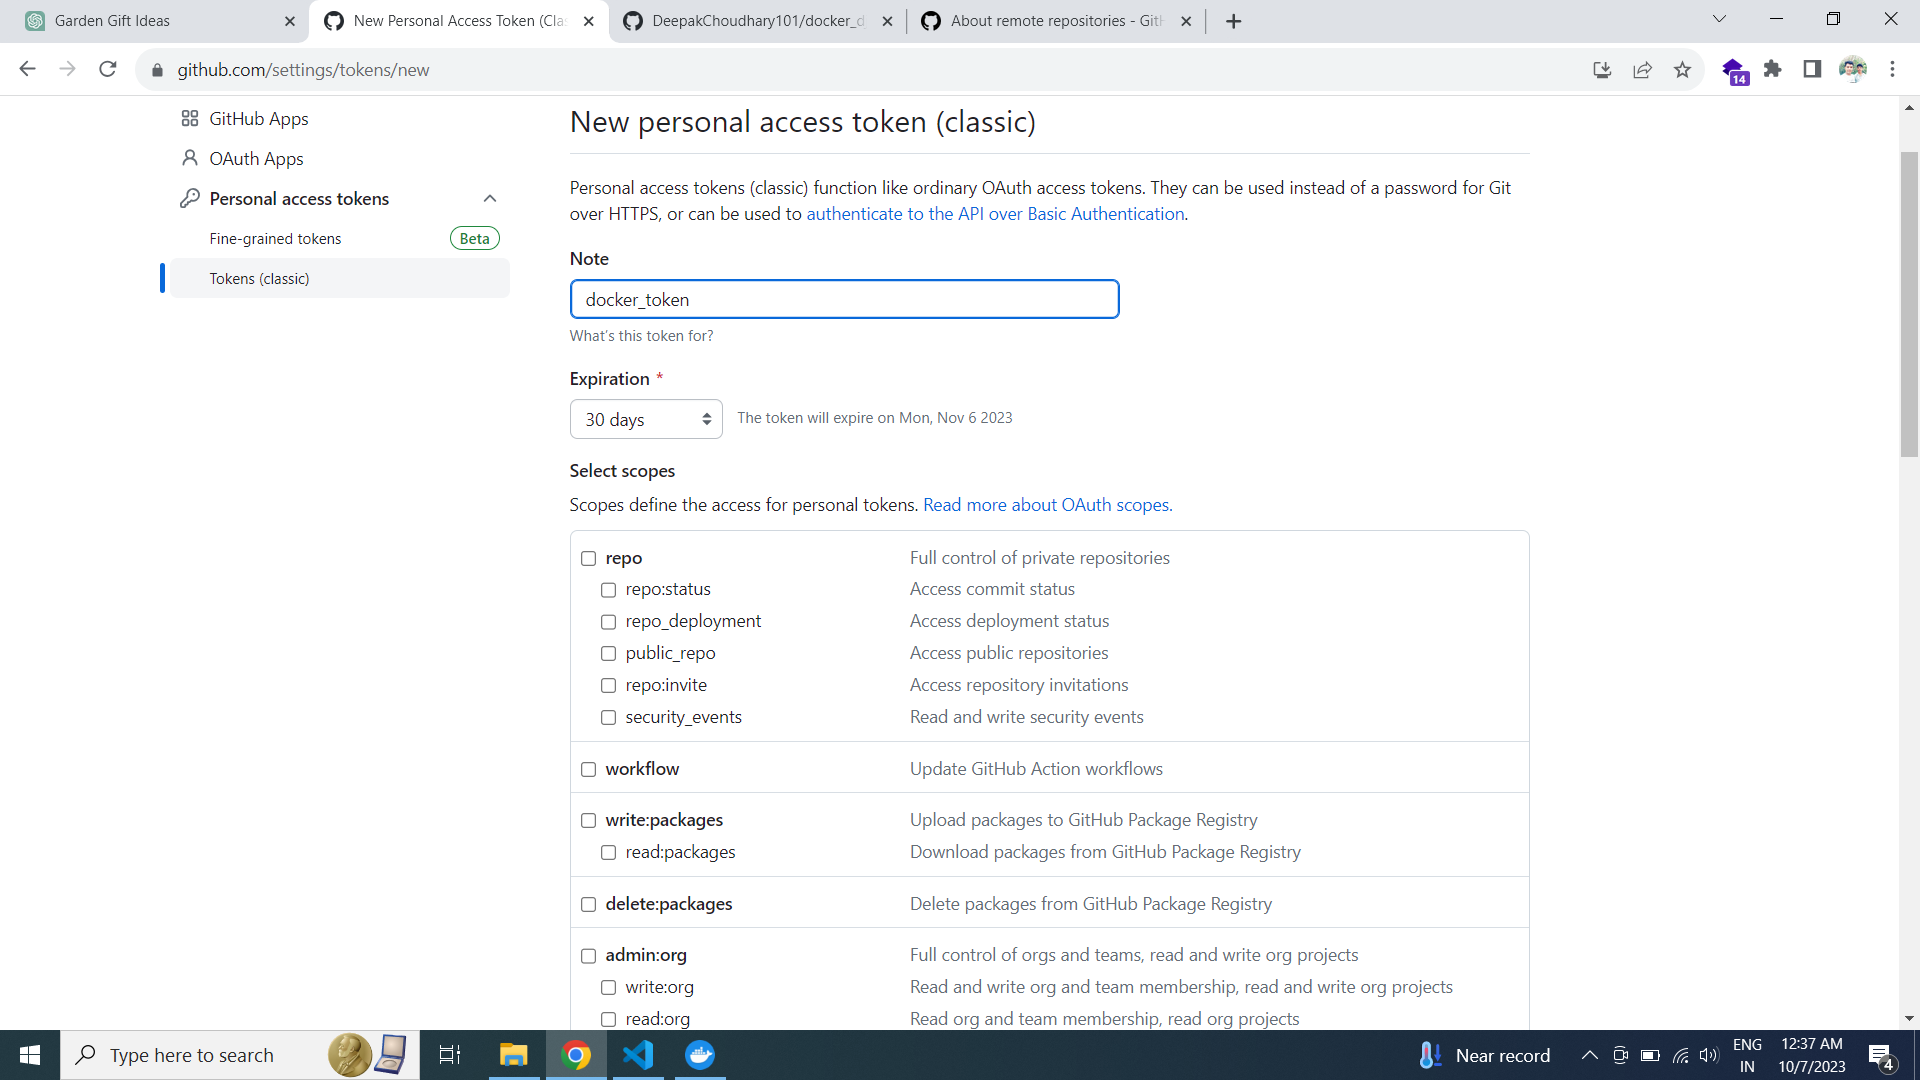 Garden Gift Ideas
New Personal Access Token (Cla
DeepakChoudhary101/docker_d
About remote repositories - GitH
github.com/settings/tokens/new
14
GitHub Apps
OAuth Apps
Personal access tokens
Fine-grained tokens
Beta
Tokens (classic)
New personal access token (classic)
Personal access tokens (classic) function like ordinary OAuth access tokens. They can be used instead of a password for Git
over HTTPS, or can be used to authenticate to the API over Basic Authentication.
Note
docker_token
What's this token for?
Expiration *
30 days
The token will expire on Mon, Nov 6 2023
Select scopes
Scopes define the access for personal tokens. Read more about OAuth scopes.
repo Full control of private repositories
repo:status Access commit status
repo_deployment Access deployment status
public_repo Access public repositories
repo:invite Access repository invitations
security_events Read and write security events
workflow Update GitHub Action workflows
write:packages Upload packages to GitHub Package Registry
read:packages Download packages from GitHub Package Registry
delete:packages Delete packages from GitHub Package Registry
admin:org Full control of orgs and teams, read and write org projects
write:org Read and write org and team membership, read and write org projects
read:org Read org and team membership, read org projects
Type here to search
Near record
ENG
IN
12:37 AM
10/7/2023
4